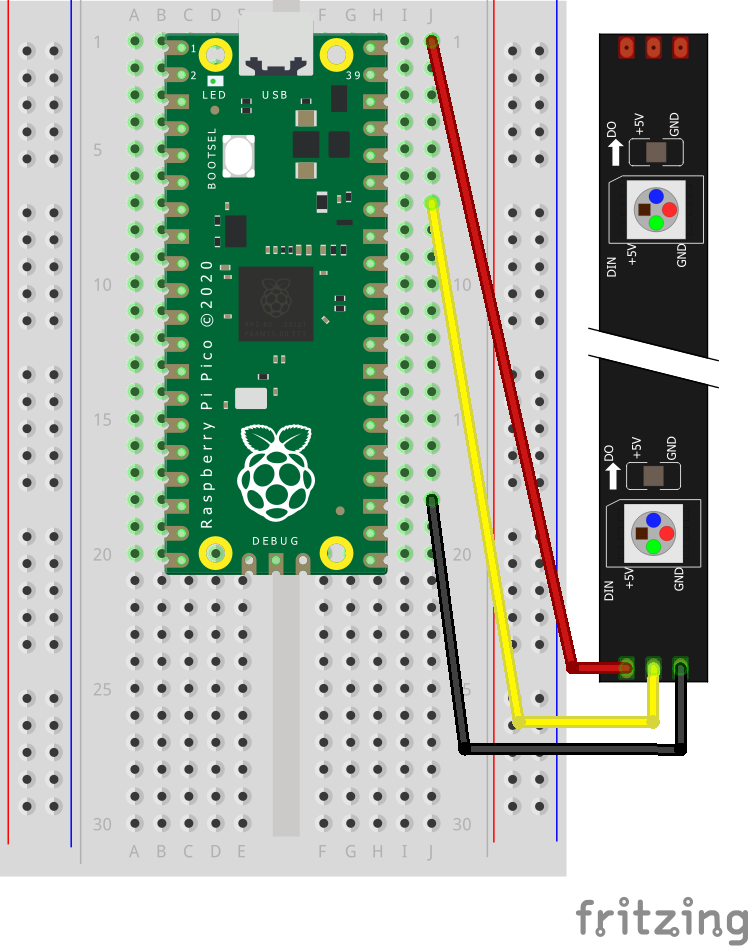 A B C D E F G H I J
1 1
1
2 39
LED USB
DO +5V GND
BOOTSEL
5
DIN +5V GND
10 10
Raspberry Pi Pico ©2020
15 1
DO +5V GND
DEBUG
20 20
DIN +5V GND
25 5
30 30
A B C D E F G H I J
fritzing